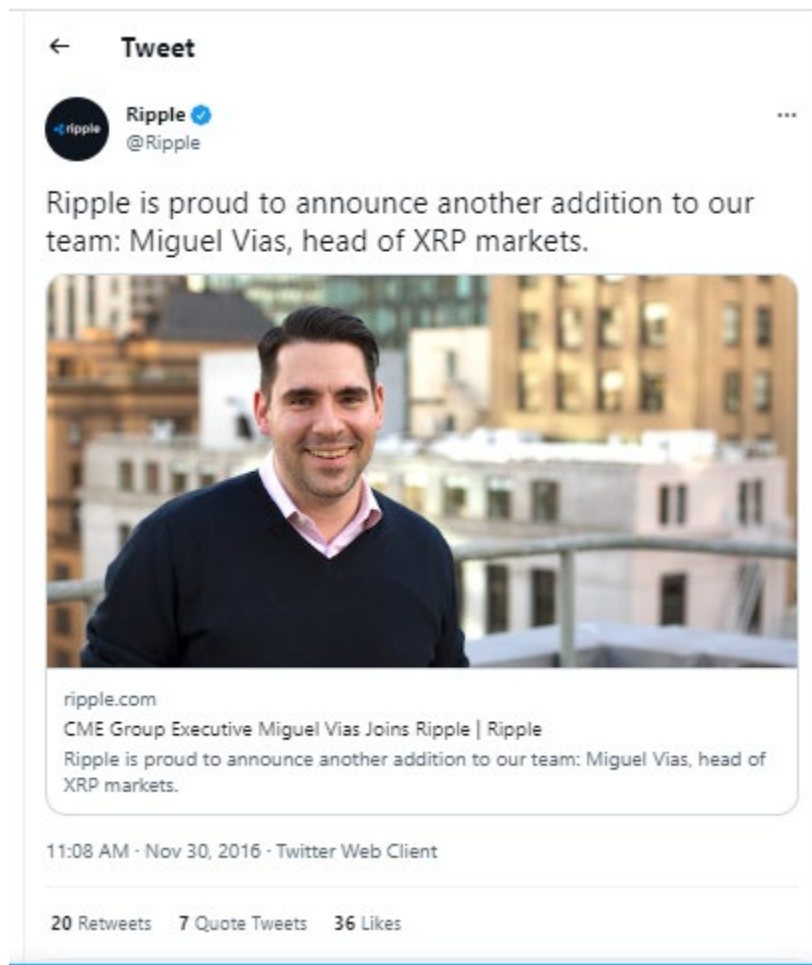 Tweet
ripple
Ripple
@Ripple
Ripple is proud to announce another addition to our
team: Miguel Vias, head of XRP markets.
ripple.com
CME Group Executive Miguel Vias Joins Ripple | Ripple
Ripple is proud to announce another addition to our team: Miguel Vias, head of
XRP markets.
11:08 AM · Nov 30, 2016 · Twitter Web Client
20 Retweets 7 Quote Tweets 36 Likes